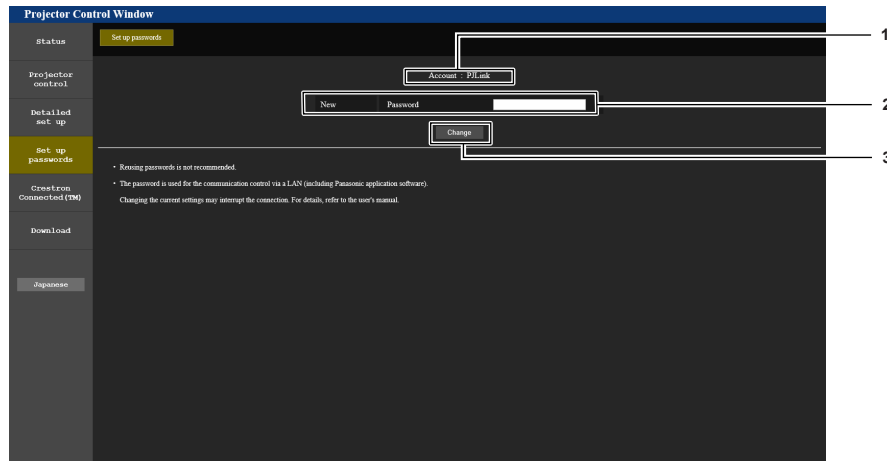 Projector Control Window
Status
Set up passwords
1
Projector
control
Account : PJLink
New Password
2
Detailed
set up
Change
Set up
passwords
3
• Reusing passwords is not recommended.
• The password is used for the communication control via a LAN (including Panasonic application software).
Changing the current settings may interrupt the connection. For details, refer to the user's manual.
Crestron
Connected(TM)
Download
Japanese